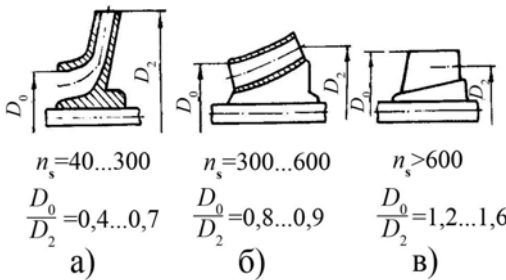 D₀ D₂ D₀ D₂ D₀ D₂
nₛ=40...300 nₛ=300...600 nₛ>600
D₀/D₂=0,4...0,7 D₀/D₂=0,8...0,9 D₀/D₂=1,2...1,6
а) б) в)